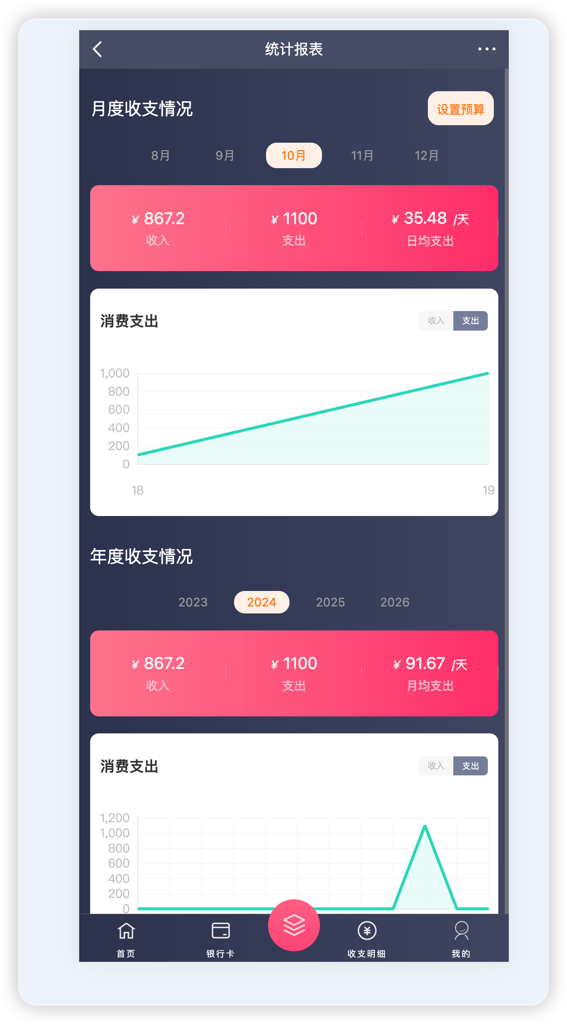 统计报表
月度收支情况
设置预算
8月 9月 10月 11月 12月
¥ 867.2 ¥ 1100 ¥ 35.48 /天
收入 支出 日均支出
消费支出
收入 支出
1,000
800
600
400
200
0
18 19
年度收支情况
2023 2024 2025 2026
¥ 867.2 ¥ 1100 ¥ 91.67 /天
收入 支出 月均支出
消费支出
收入 支出
1,200
1,000
800
600
400
200
0
首页 银行卡 收支明细 我的